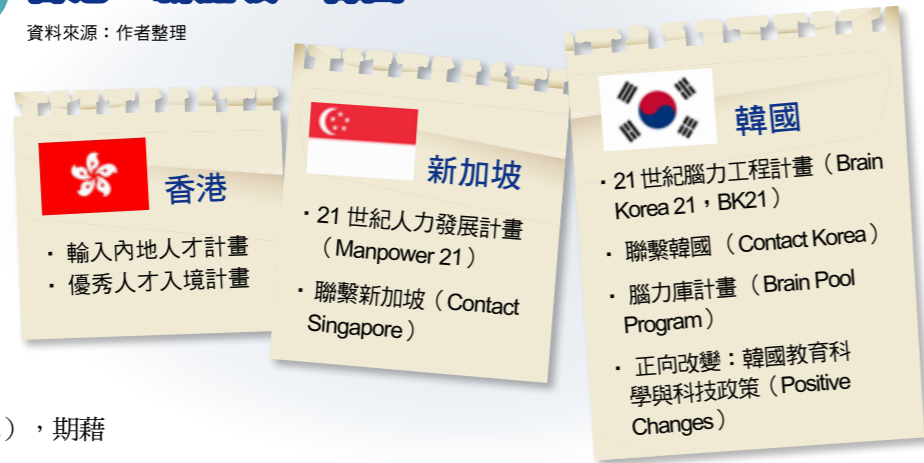 資料來源：作者整理
香港
・輸入內地人才計畫
・優秀人才入境計畫
新加坡
・21 世紀人力發展計畫
（Manpower 21）
・聯繫新加坡（Contact
Singapore）
韓國
・21 世紀腦力工程計畫（Brain
Korea 21，BK21）
・聯繫韓國（Contact Korea）
・腦力庫計畫（Brain Pool
Program）
・正向改變：韓國教育科
學與科技政策（Positive
Changes）
），期藉